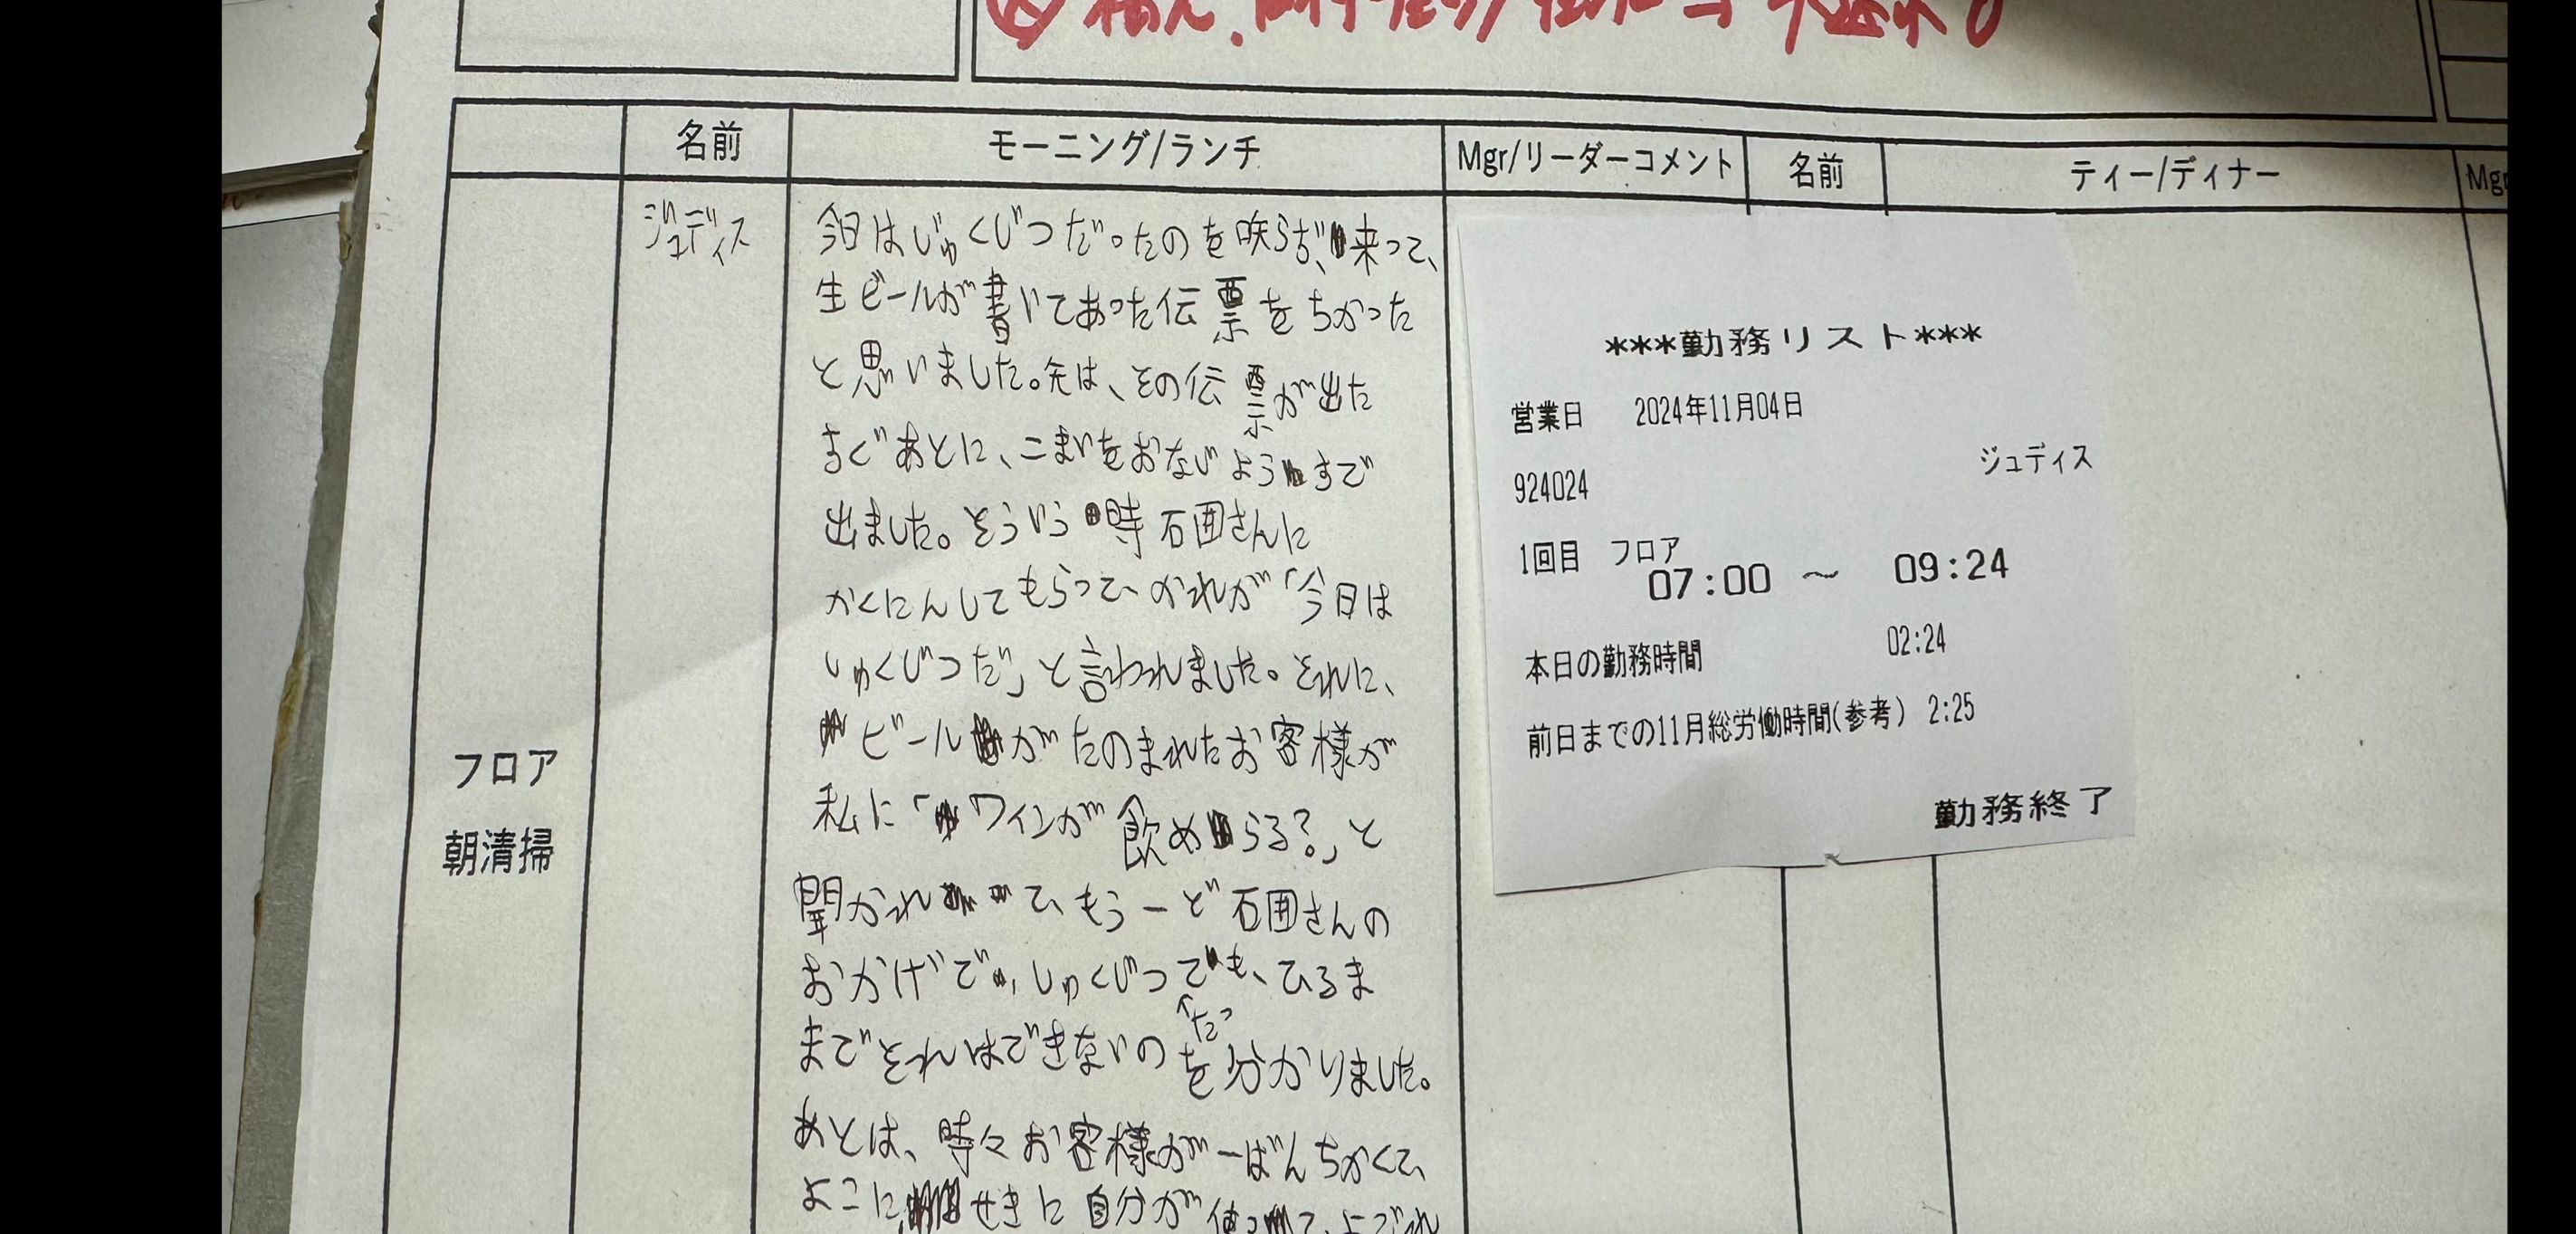 名前
モーニング/ランチ
Mgr/リーダーコメント
名前
ティー/ディナー
Mgr
フロア
朝清掃
ジュディス
今日はじゅくじつだったのを咲らず、来って、
生ビールが書いてあった伝票をちがった
と思いました。先は、その伝票が出た
すぐあとに、こまいをおなじようすで
出ました。そういう時石囲さんに
かくにんしてもらって、かれが「今日は
しゅくじつだ」と言われました。それに、
ビールがたのまれたお客様が
私に「ワインが飲めらる?。」と
聞かれて、もう一ど石囲さんの
おかげで、しゅくじつでも、ひるま
までそれはできないの
だっ
を分かりました。
あとは、時々お客様が一ばんちかくて、
よこにせきに自分が
***勤務リスト***
営業日 2024年11月04日
924024 ジュディス
1回目 フロア
07:00 ～ 09:24
本日の勤務時間 02:24
前日までの11月総労働時間(参考) 2:25
勤務終了